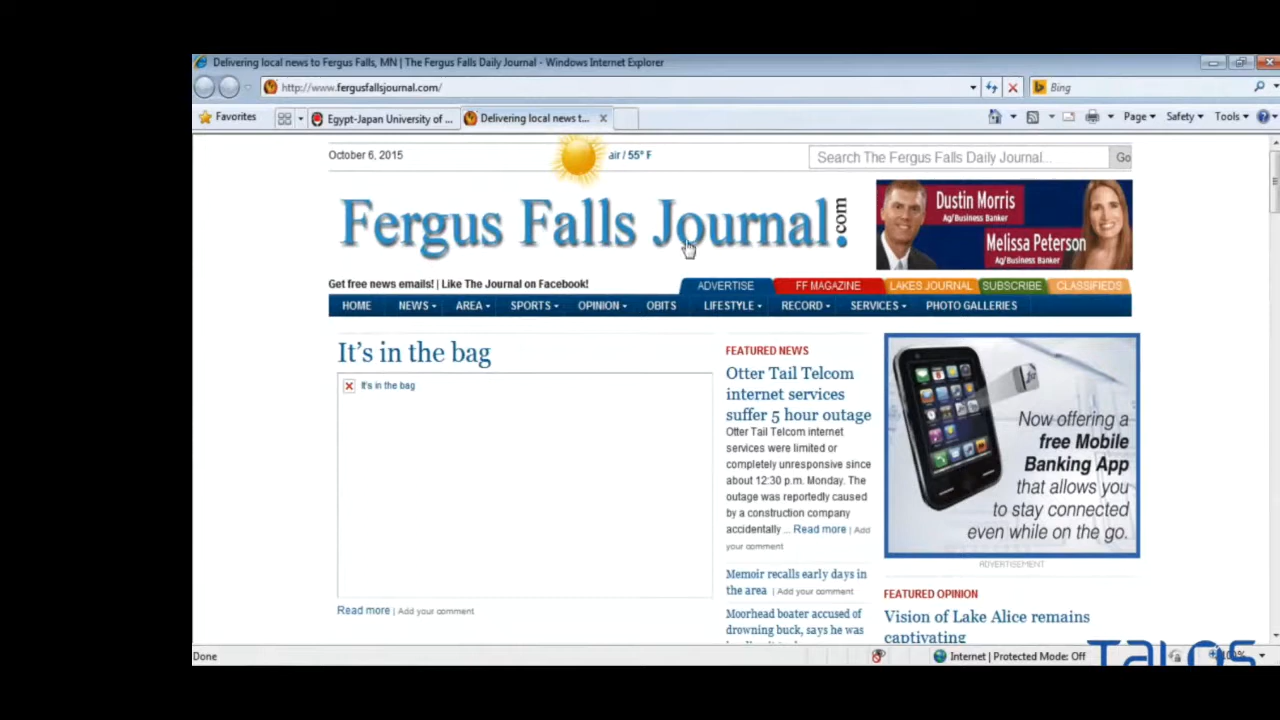 Delivering local news to Fergus Falls, MN | The Fergus Falls Daily Journal - Windows Internet Explorer
http://www.fergusfallsjournal.com/
Bing
Favorites
Egypt-Japan University of ...
Delivering local news t...
Page
Safety
Tools
October 6, 2015
air / 55° F
Search The Fergus Falls Daily Journal...
Go
Fergus Falls Journal.com
Dustin Morris
Ag/Business Banker
Melissa Peterson
Ag/Business Banker
Get free news emails! | Like The Journal on Facebook!
ADVERTISE
FF MAGAZINE
LAKES JOURNAL
SUBSCRIBE
CLASSIFIEDS
HOME
NEWS
AREA
SPORTS
OPINION
OBITS
LIFESTYLE
RECORD
SERVICES
PHOTO GALLERIES
It's in the bag
It's in the bag
Read more | Add your comment
FEATURED NEWS
Otter Tail Telcom
internet services
suffer 5 hour outage
Otter Tail Telcom internet
services were limited or
completely unresponsive since
about 12:30 p.m. Monday. The
outage was reportedly caused
by a construction company
accidentally ... Read more | Add
your comment
Memoir recalls early days in
the area | Add your comment
Moorhead boater accused of
drowning buck, says he was
Now offering a
free Mobile
Banking App
that allows you
to stay connected
even while on the go.
ADVERTISEMENT
FEATURED OPINION
Vision of Lake Alice remains
captivating
Done
Internet | Protected Mode: Off
TALOS